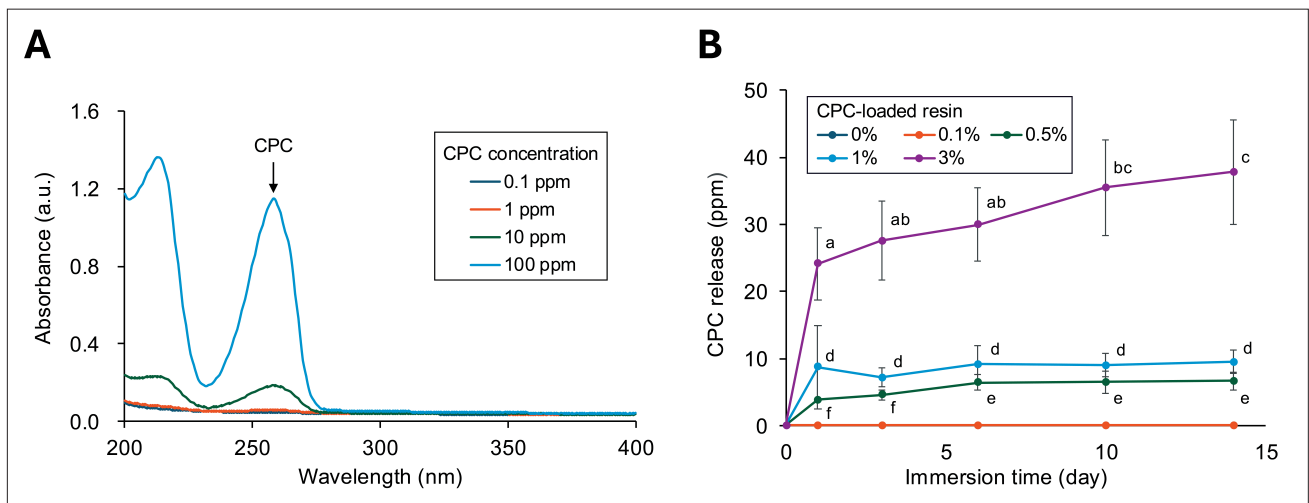 A
1.6
1.2
0.8
0.4
0.0
Absorbance (a.u.)
CPC
CPC concentration
0.1 ppm
1 ppm
10 ppm
100 ppm
200 250 300 350 400
Wavelength (nm)
B
50
40
30
20
10
0
CPC release (ppm)
CPC-loaded resin
0% 0.1% 0.5%
1% 3%
a ab ab bc c
d d d d d
f f e e e
0 5 10 15
Immersion time (day)